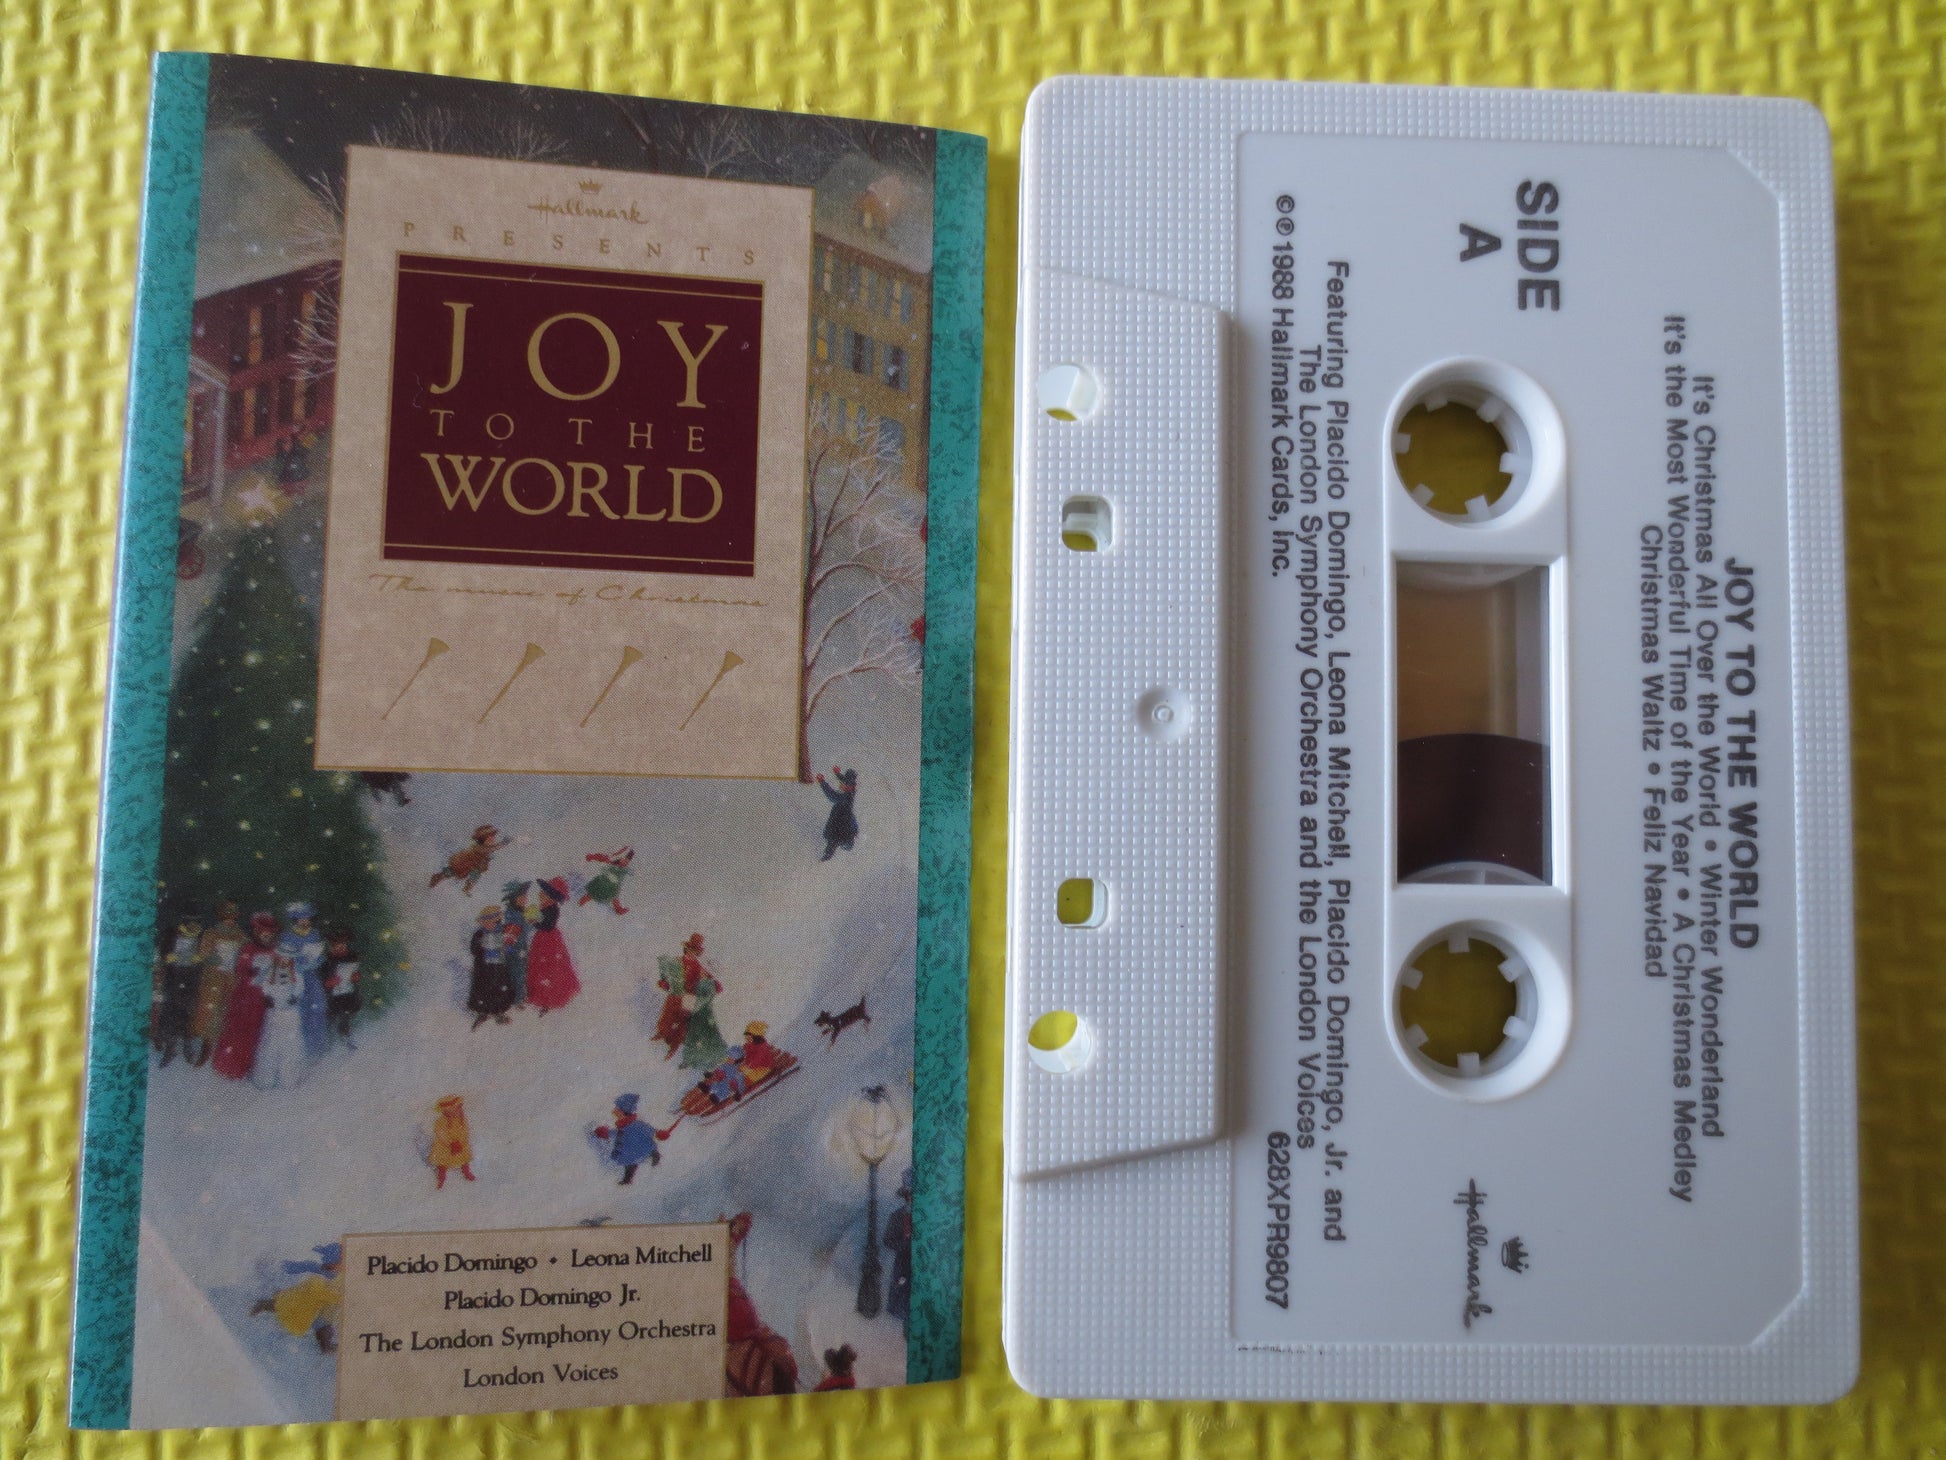 Hallmark
PRESENTS
JOY
TO THE
WORLD
The music of Christmas
Placido Domingo • Leona Mitchell
Placido Domingo Jr.
The London Symphony Orchestra
London Voices
JOY TO THE WORLD
It's Christmas All Over the World • Winter Wonderland
It's the Most Wonderful Time of the Year • A Christmas Medley
Christmas Waltz • Feliz Navidad
SIDE
A
Hallmark
Featuring Placido Domingo, Leona Mitchell, Placido Domingo, Jr. and
The London Symphony Orchestra and the London Voices
©℗1988 Hallmark Cards, Inc.
628XPR9807